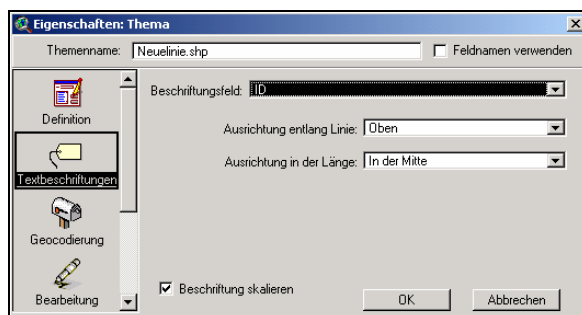 Eigenschaften: Thema
Themenname: Neuelinie.shp Feldnamen verwenden
Definition
Textbeschriftungen
Geocodierung
Bearbeitung
Beschriftungsfeld: ID
Ausrichtung entlang Linie: Oben
Ausrichtung in der Länge: In der Mitte
Beschriftung skalieren
OK Abbrechen